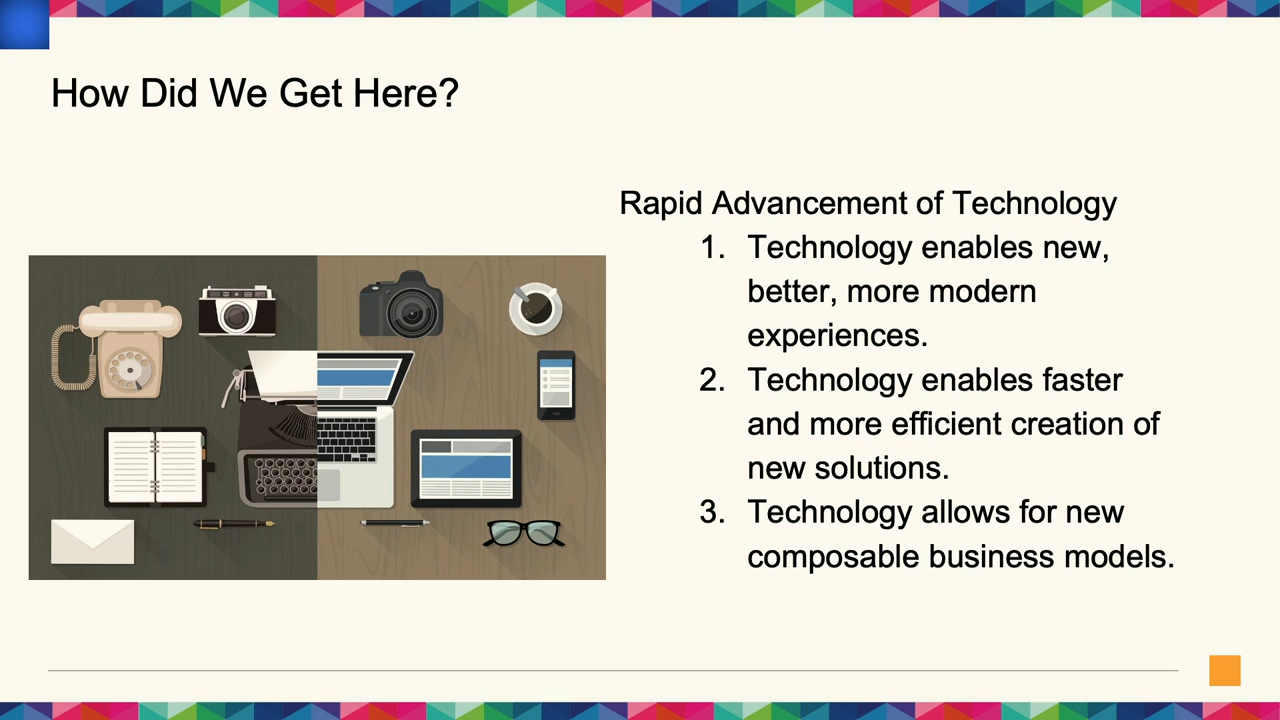 How Did We Get Here?
Rapid Advancement of Technology
1. Technology enables new,
better, more modern
experiences.
2. Technology enables faster
and more efficient creation of
new solutions.
3. Technology allows for new
composable business models.